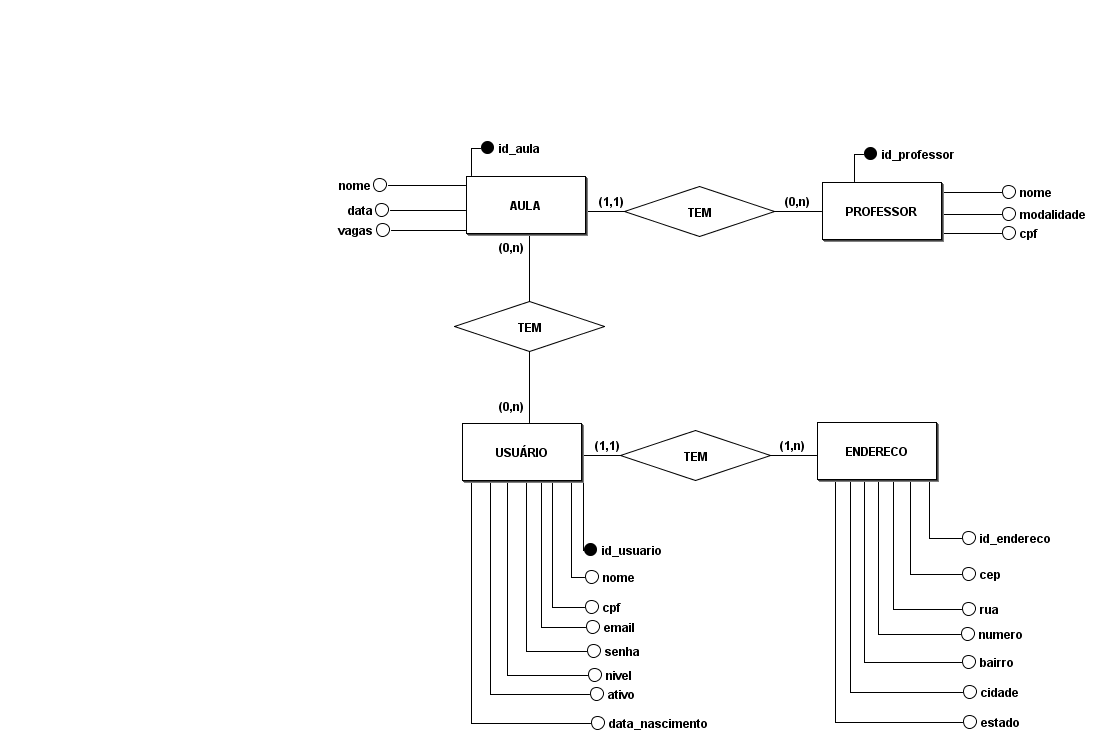 id_aula
id_professor
nome
data
vagas
AULA
(1,1)
TEM
(0,n)
PROFESSOR
nome
modalidade
cpf
(0,n)
TEM
(0,n)
USUÁRIO
(1,1)
TEM
(1,n)
ENDERECO
id_usuario
nome
cpf
email
senha
nivel
ativo
data_nascimento
id_endereco
cep
rua
numero
bairro
cidade
estado